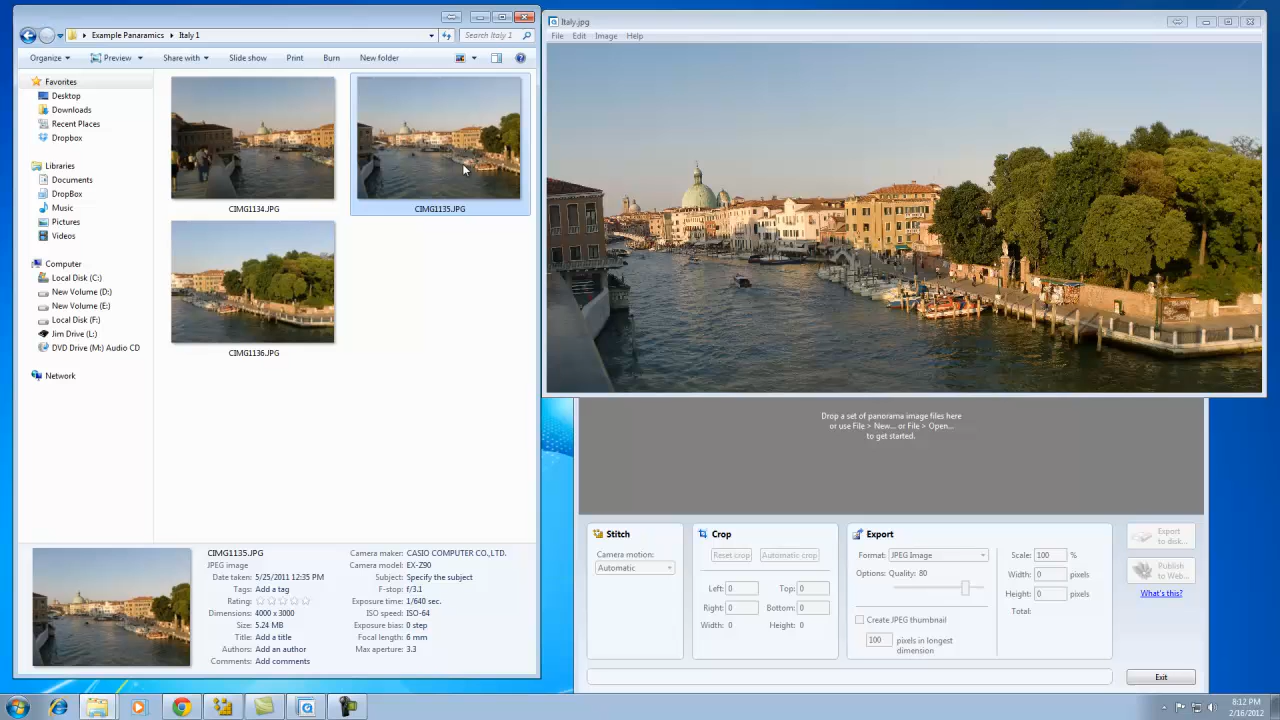 Example Panaramics
Italy 1
Search Italy 1
Organize
Preview
Share with
Slide show
Print
Burn
New folder
Favorites
Desktop
Downloads
Recent Places
Dropbox
Libraries
Documents
DropBox
Music
Pictures
Videos
Computer
Local Disk (C:)
New Volume (D:)
New Volume (E:)
Local Disk (F:)
Jim Drive (L:)
DVD Drive (M:) Audio CD
Network
CIMG1134.JPG
CIMG1135.JPG
CIMG1136.JPG
CIMG1135.JPG
JPEG image
Date taken: 5/25/2011 12:35 PM
Tags: Add a tag
Rating:
Dimensions: 4000 x 3000
Size: 5.24 MB
Title: Add a title
Authors: Add an author
Comments: Add comments
Camera maker: CASIO COMPUTER CO.,LTD.
Camera model: EX-Z90
Subject: Specify the subject
F-stop: f/3.1
Exposure time: 1/640 sec.
ISO speed: ISO-64
Exposure bias: 0 step
Focal length: 6 mm
Max aperture: 3.3
Italy.jpg
File Edit Image Help
Drop a set of panorama image files here
or use File > New... or File > Open...
to get started.
Stitch
Camera motion:
Automatic
Crop
Reset crop
Automatic crop
Left: 0
Top: 0
Right: 0
Bottom: 0
Width: 0
Height: 0
Export
Format: JPEG Image
Options: Quality: 80
Create JPEG thumbnail
100 pixels in longest
dimension
Scale: 100 %
Width: 0 pixels
Height: 0 pixels
Total:
Export
to disk...
Publish
to Web...
What's this?
Exit
8:12 PM
2/16/2012